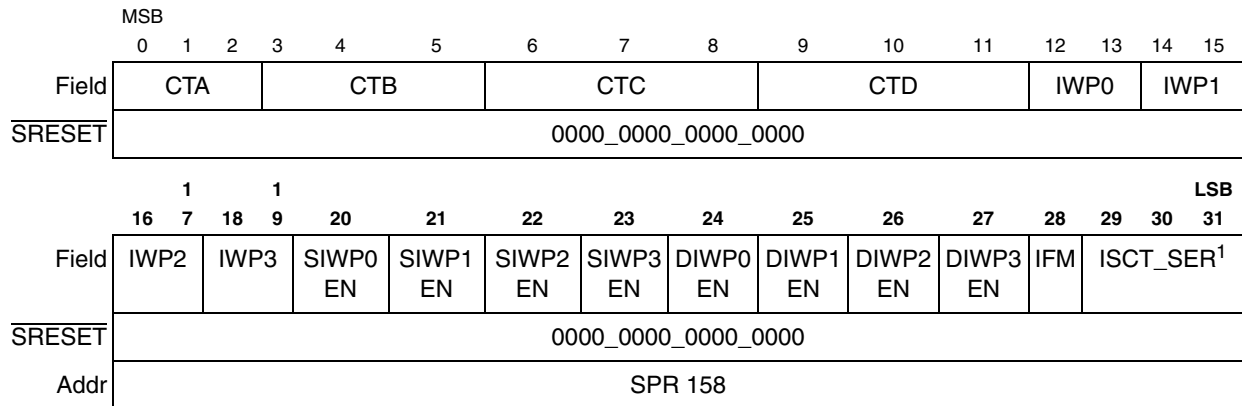 MSB
0 1 2 3 4 5 6 7 8 9 10 11 12 13 14 15
Field CTA CTB CTC CTD IWP0 IWP1
SRESET 0000_0000_0000_0000
1 1 LSB
16 7 18 9 20 21 22 23 24 25 26 27 28 29 30 31
Field IWP2 IWP3 SIWP0 SIWP1 SIWP2 SIWP3 DIWP0 DIWP1 DIWP2 DIWP3 IFM ISCT_SER1
EN EN EN EN EN EN EN EN
SRESET 0000_0000_0000_0000
Addr SPR 158